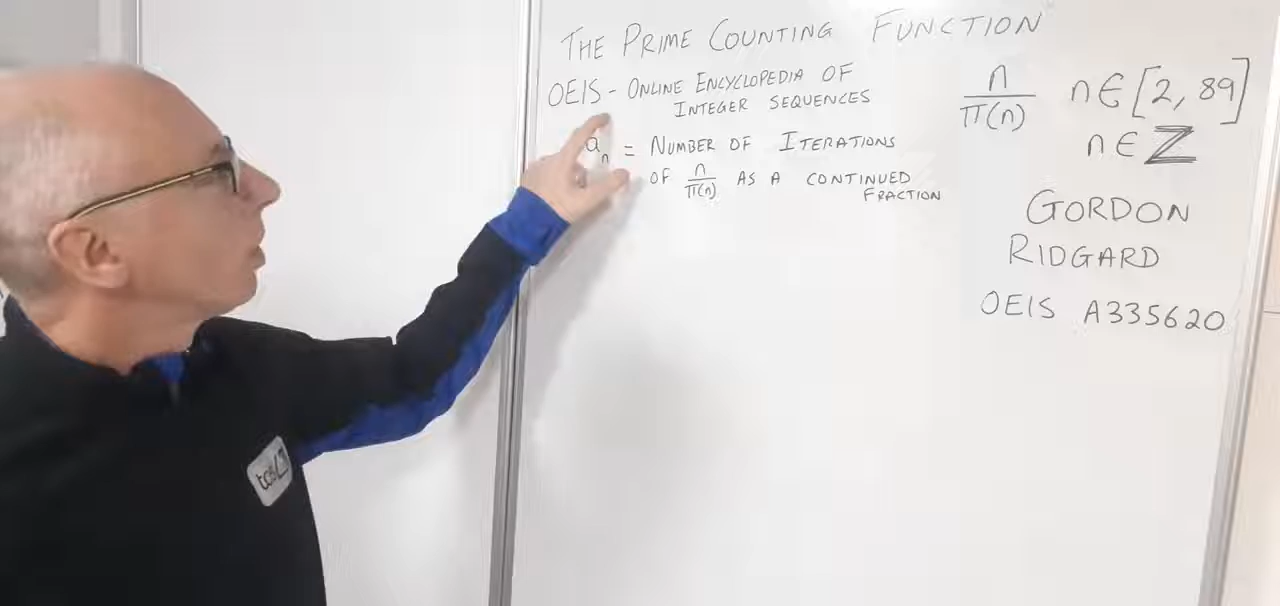 THE PRIME COUNTING FUNCTION
OEIS - ONLINE ENCYCLOPEDIA OF
INTEGER SEQUENCES
a_n = NUMBER OF ITERATIONS
OF n/π(n) AS A CONTINUED
FRACTION
n/π(n) n∈[2,89]
n∈ℤ
GORDON
RIDGARD
OEIS A335620